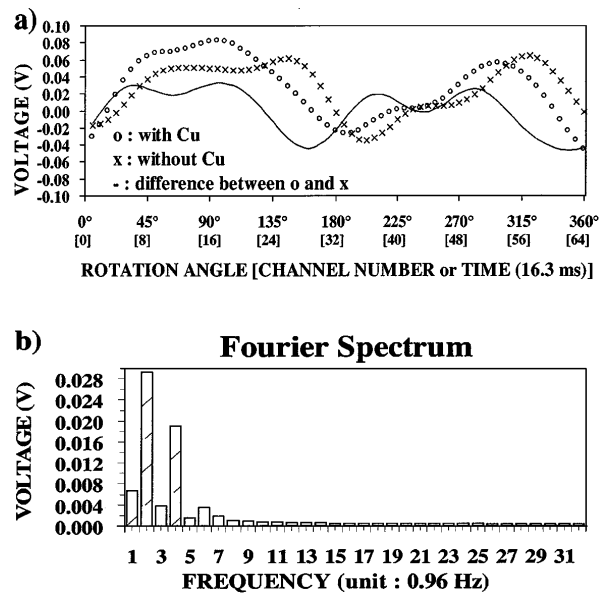 a)
0.10
0.08
0.06
0.04
0.02
0.00
-0.02
-0.04
-0.06
-0.08
-0.10
VOLTAGE (V)
o : with Cu
x : without Cu
- : difference between o and x
0° 45° 90° 135° 180° 225° 270° 315° 360°
[0] [8] [16] [24] [32] [40] [48] [56] [64]
ROTATION ANGLE [CHANNEL NUMBER or TIME (16.3 ms)]
b)
Fourier Spectrum
0.028
0.024
0.020
0.016
0.012
0.008
0.004
0.000
VOLTAGE (V)
1 3 5 7 9 11 13 15 17 19 21 23 25 27 29 31
FREQUENCY (unit : 0.96 Hz)